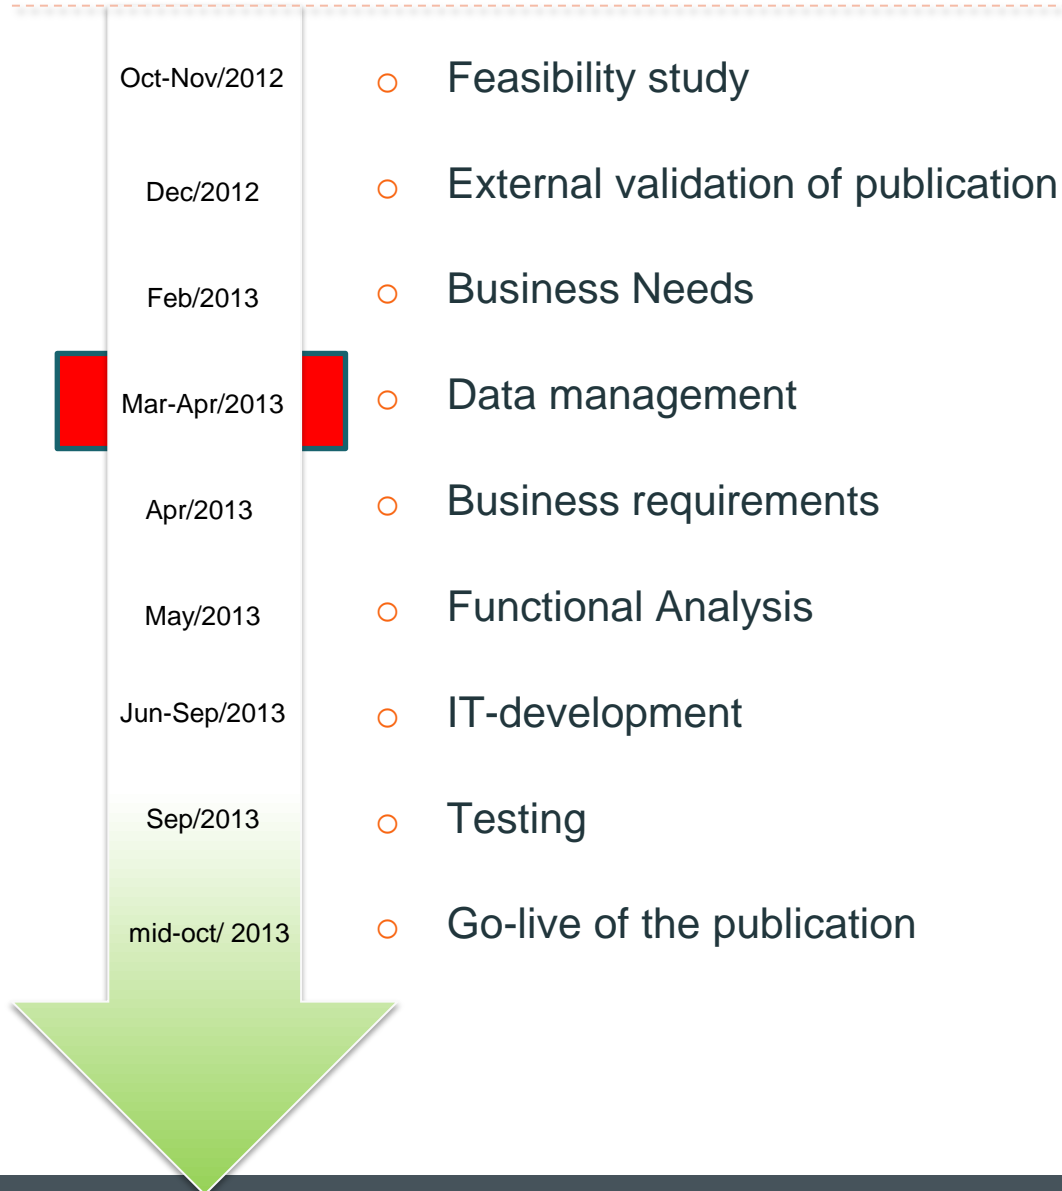 Oct-Nov/2012 Feasibility study
Dec/2012 External validation of publication
Feb/2013 Business Needs
Mar-Apr/2013 Data management
Apr/2013 Business requirements
May/2013 Functional Analysis
Jun-Sep/2013 IT-development
Sep/2013 Testing
mid-oct/ 2013 Go-live of the publication